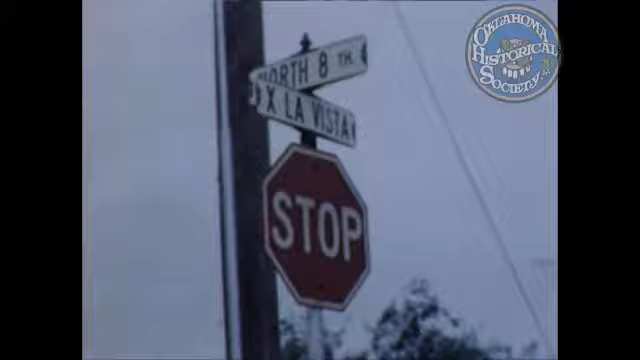 NORTH 8 TH.
X LA VISTA
STOP
OKLAHOMA
HISTORICAL
SOCIETY